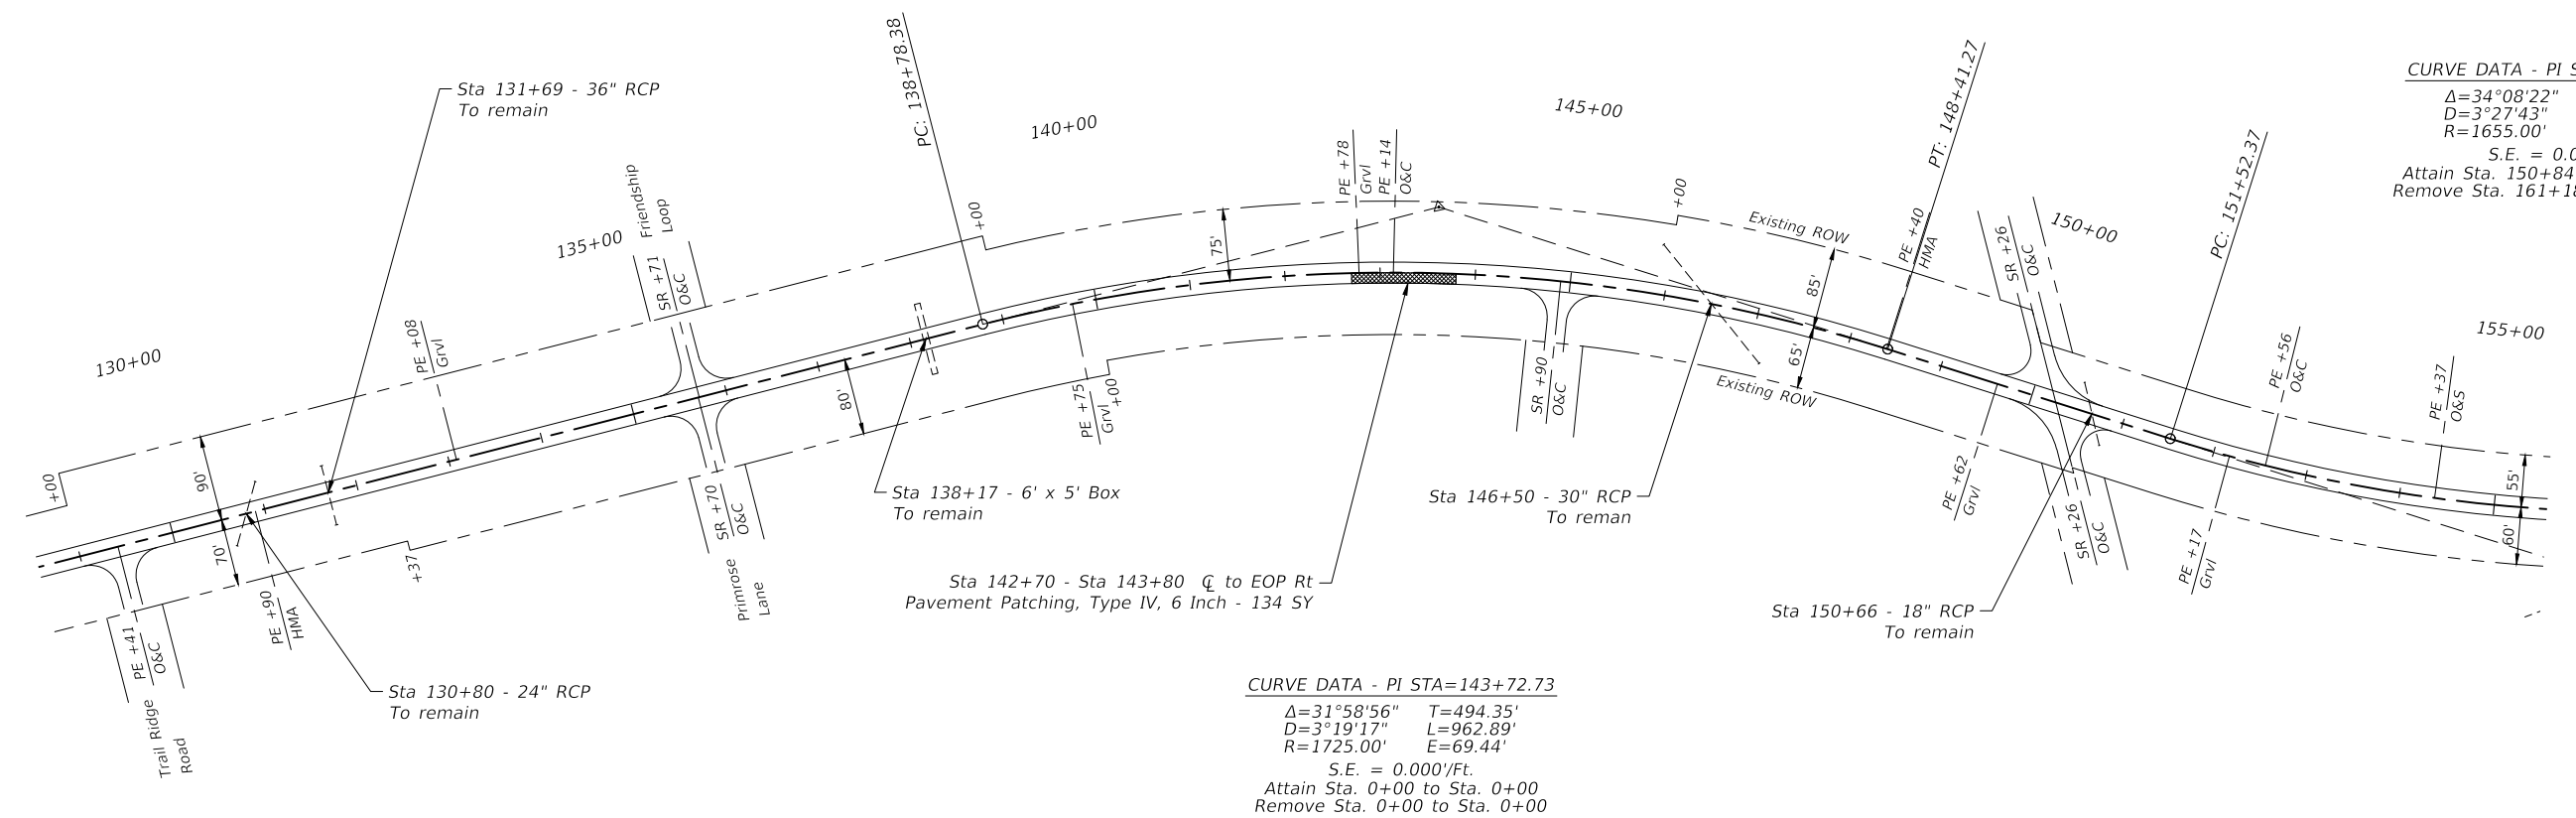 Sta 131+69 - 36" RCP
To remain
PC: 138+78.38
140+00
145+00
PT: 148+41.27
CURVE DATA - PI S
Δ=34°08'22"
D=3°27'43"
R=1655.00'
S.E. = 0.0
Attain Sta. 150+84
Remove Sta. 161+18
PC: 151+52.37
130+00
135+00
Friendship
Loop
SR +71
O&C
PE +08
Grvl
+00
75'
PE +78
Grvl
PE +14
O&C
+00
Existing ROW
85'
65'
Existing ROW
PE +40
HMA
SR +26
O&C
150+00
155+00
PE +56
O&C
PE +37
O&S
55'
60'
+00
90'
70'
+37
80'
PE +75
Grvl
+00
SR +90
O&C
PE +62
Grvl
SR +26
O&C
PE +17
Grvl
Sta 138+17 - 6' x 5' Box
To remain
Sta 146+50 - 30" RCP
To reman
SR +70
O&C
Primrose
Lane
PE +90
HMA
PE +41
O&C
Trail Ridge
Road
Sta 142+70 - Sta 143+80 ℄ to EOP Rt
Pavement Patching, Type IV, 6 Inch - 134 SY
Sta 150+66 - 18" RCP
To remain
Sta 130+80 - 24" RCP
To remain
CURVE DATA - PI STA=143+72.73
Δ=31°58'56" T=494.35'
D=3°19'17" L=962.89'
R=1725.00' E=69.44'
S.E. = 0.000'/Ft.
Attain Sta. 0+00 to Sta. 0+00
Remove Sta. 0+00 to Sta. 0+00